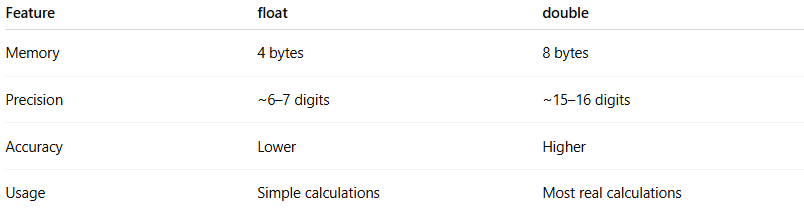 Feature float double
Memory 4 bytes 8 bytes
Precision ~6–7 digits ~15–16 digits
Accuracy Lower Higher
Usage Simple calculations Most real calculations